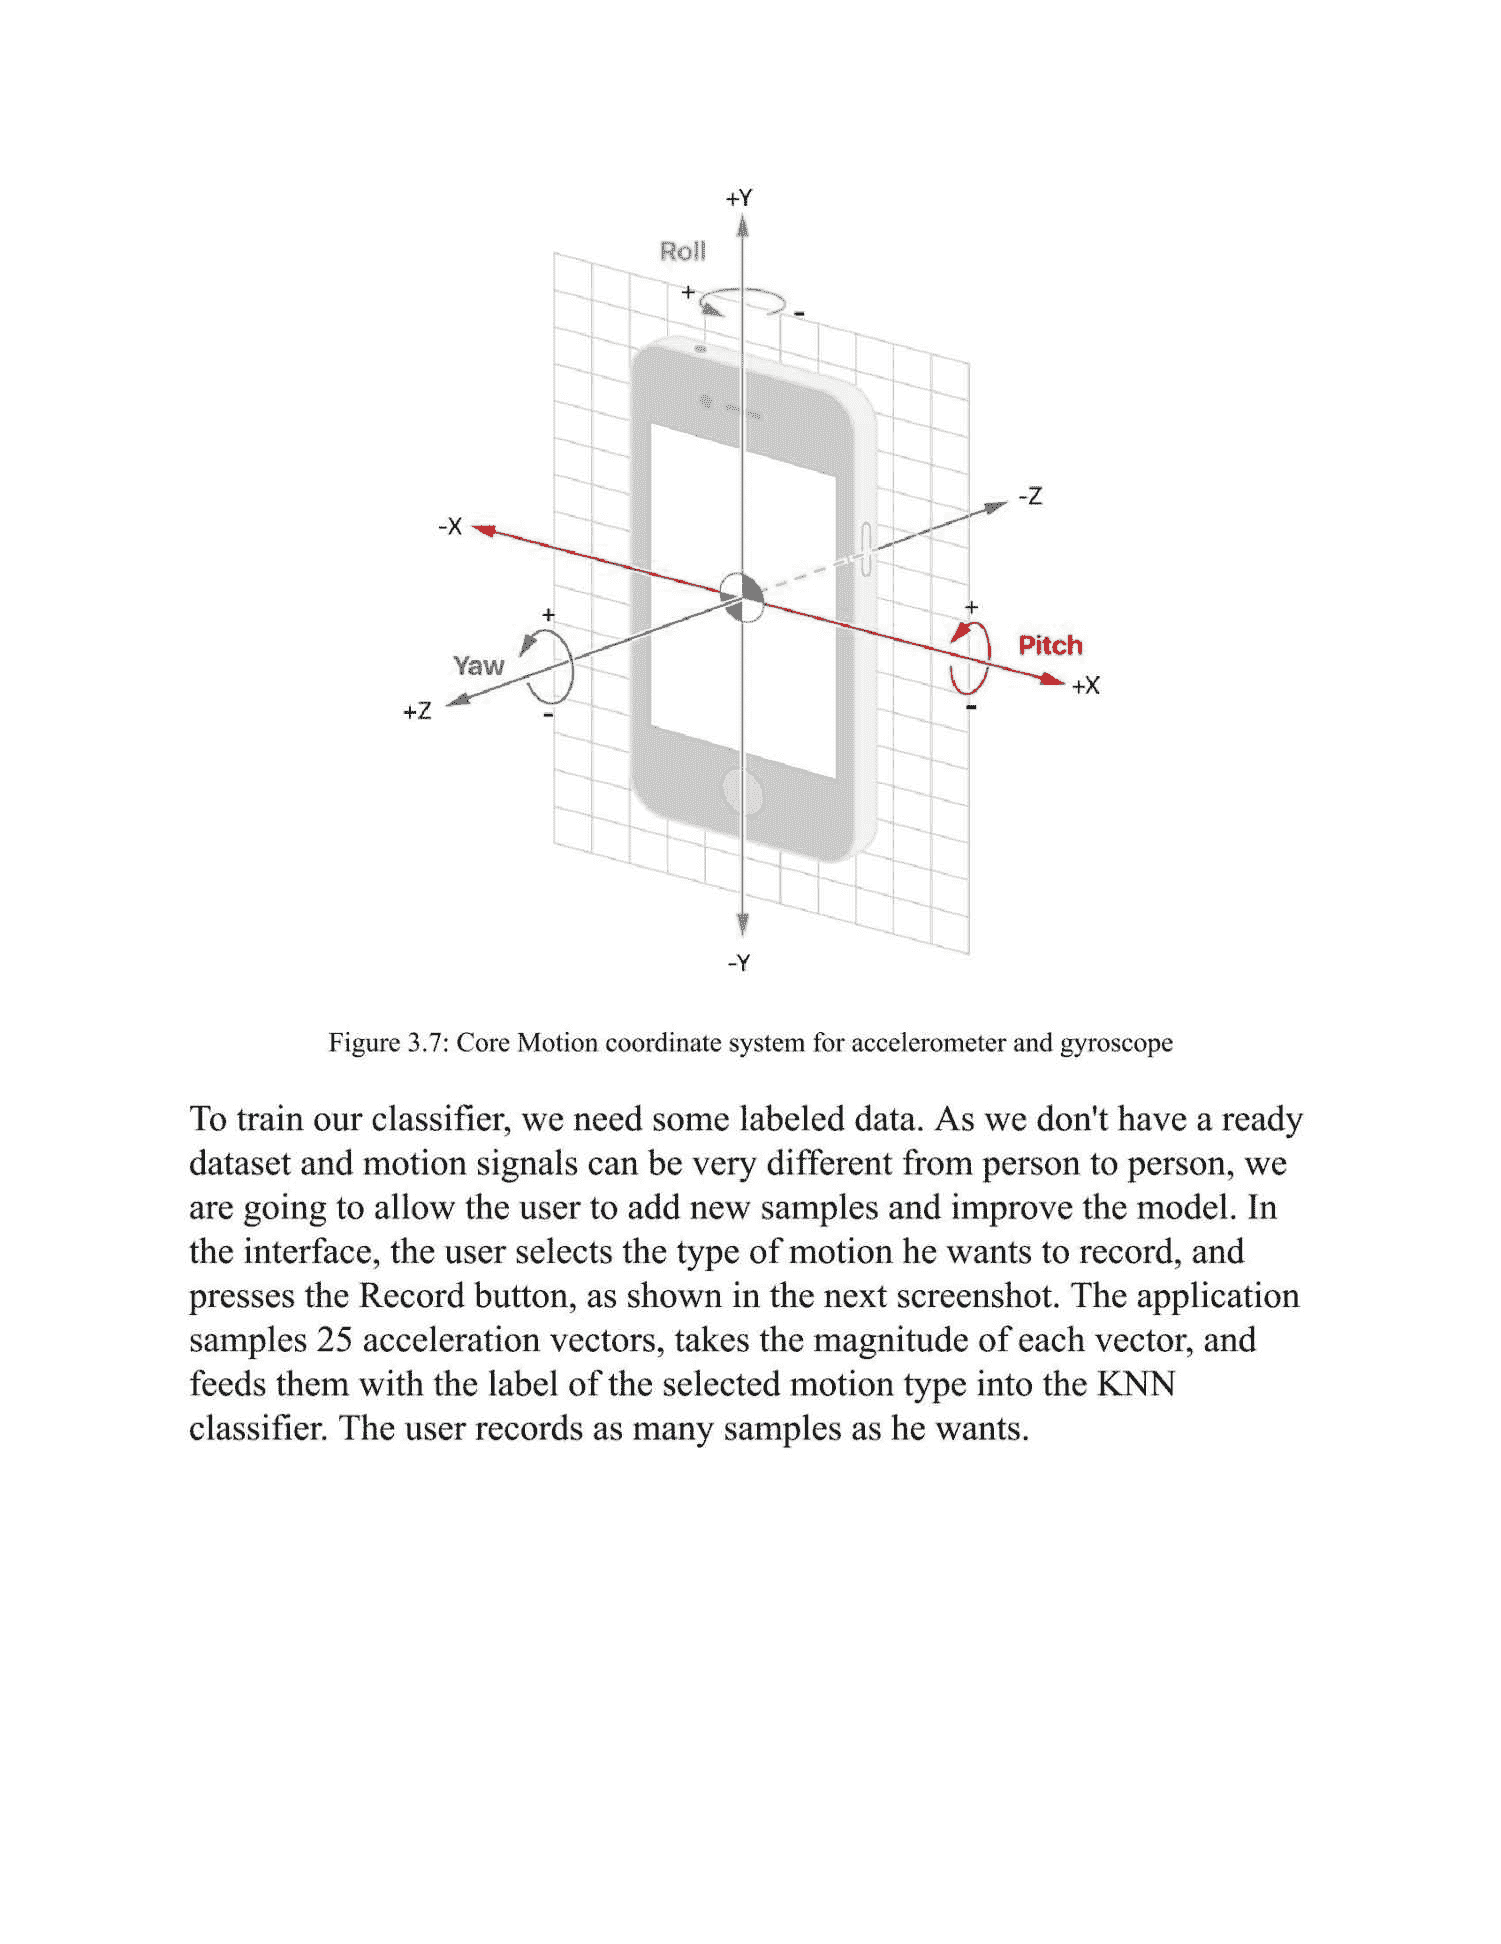 +Y
Roll
+
-
-Z
-X
+
+
Pitch
Yaw
+X
+Z
-
-
-Y
Figure 3.7: Core Motion coordinate system for accelerometer and gyroscope
To train our classifier, we need some labeled data. As we don't have a ready
dataset and motion signals can be very different from person to person, we
are going to allow the user to add new samples and improve the model. In
the interface, the user selects the type of motion he wants to record, and
presses the Record button, as shown in the next screenshot. The application
samples 25 acceleration vectors, takes the magnitude of each vector, and
feeds them with the label of the selected motion type into the KNN
classifier. The user records as many samples as he wants.